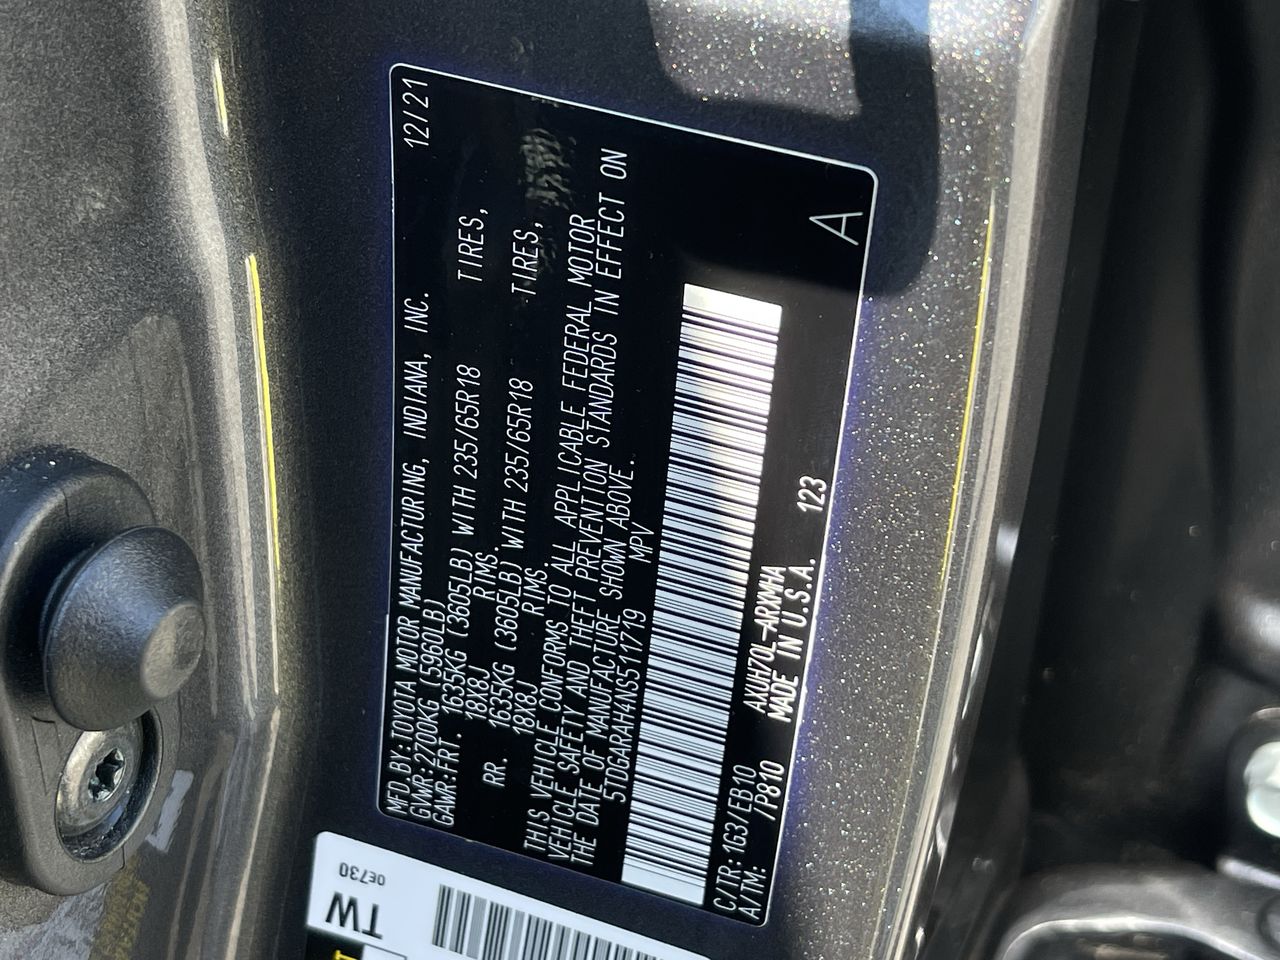 MFD.BY:TOYOTA MOTOR MANUFACTURING, INDIANA, INC. 12/21
GVWR:2700KG (5960LB)
GAWR:FRT. 1635KG (3605LB) WITH 235/65R18 TIRES,
18X8J RIMS.
RR. 1635KG (3605LB) WITH 235/65R18 TIRES,
18X8J RIMS.
THIS VEHICLE CONFORMS TO ALL APPLICABLE FEDERAL MOTOR
VEHICLE SAFETY AND THEFT PREVENTION STANDARDS IN EFFECT ON
THE DATE OF MANUFACTURE SHOWN ABOVE.
5TDGARAH4NS511719 MPV
C/TR:1G3/EB10 AXUH70L-ARXMHA
A/TM: /P810 MADE IN U.S.A. 123 A
0E730
TW